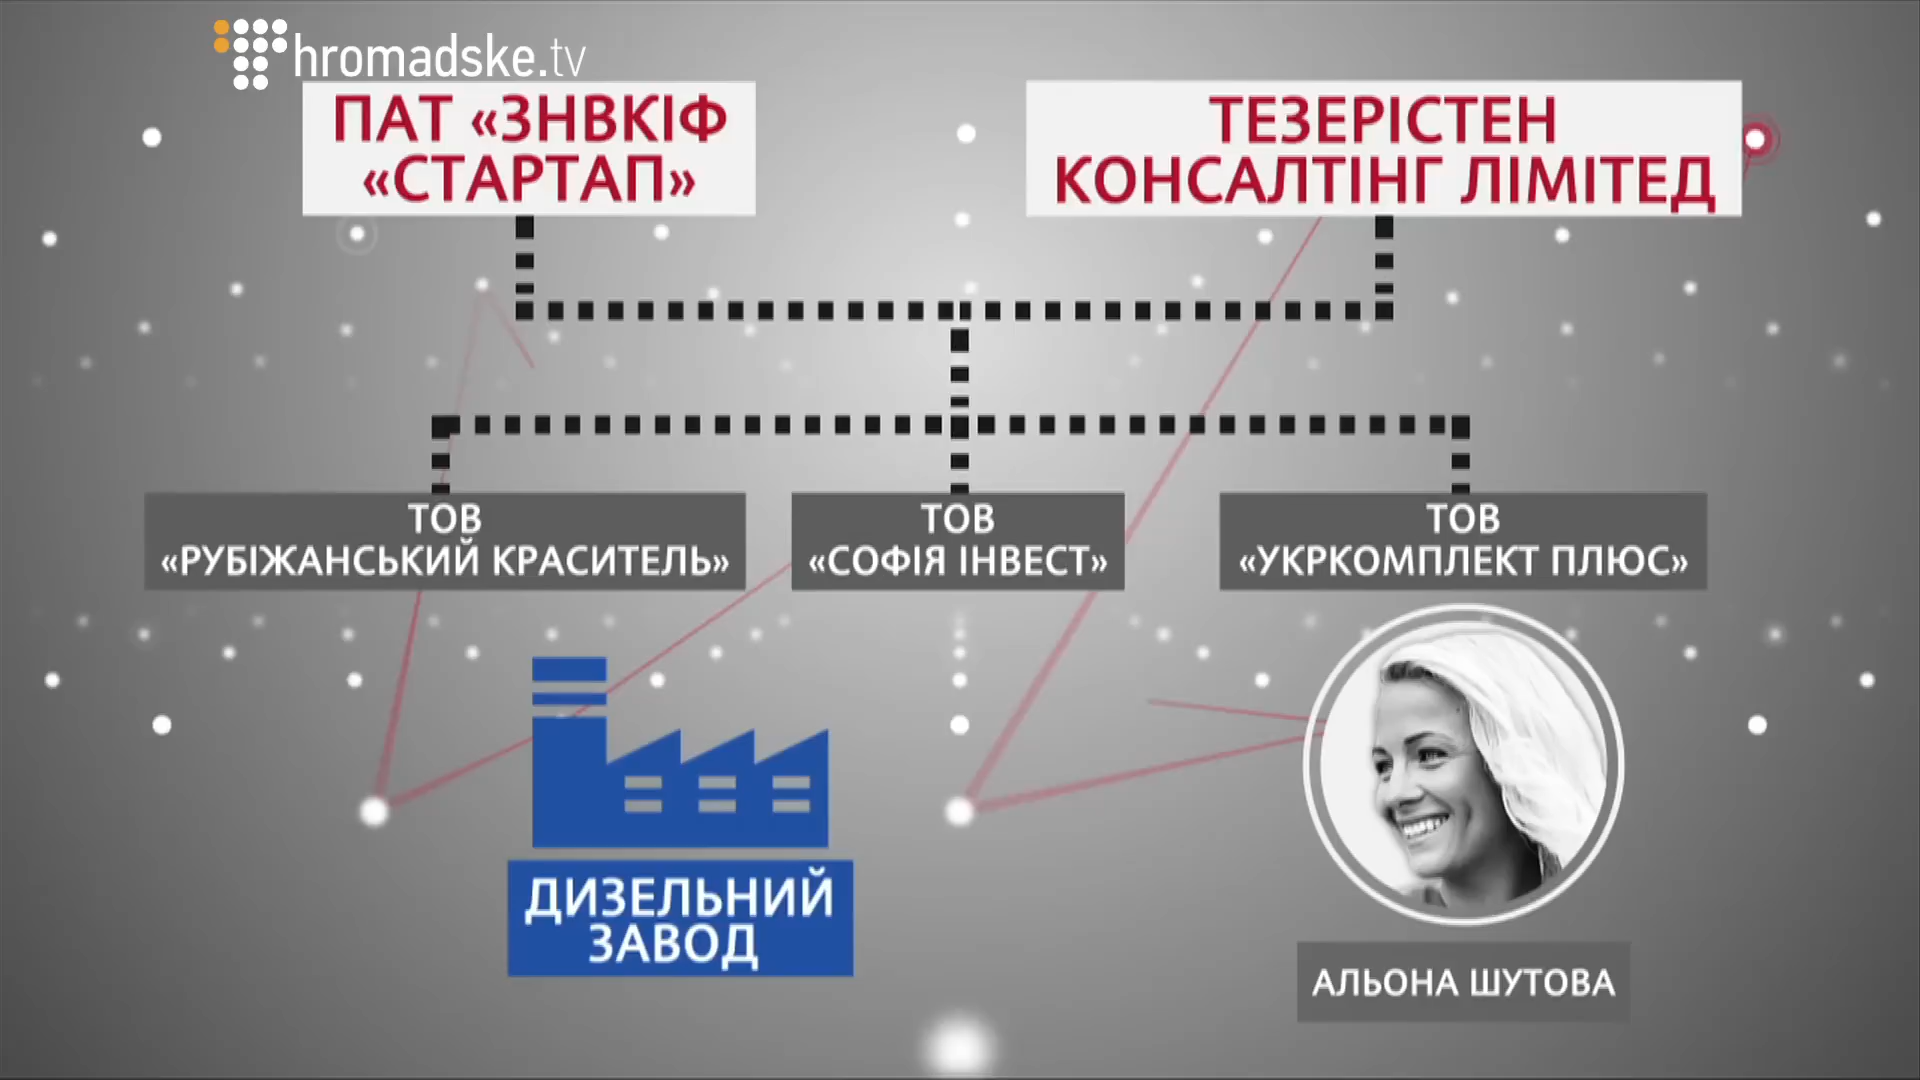 hromadske.tv
ПАТ «ЗНВКІФ
«СТАРТАП»
ТЕЗЕРІСТЕН
КОНСАЛТІНГ ЛІМІТЕД
ТОВ
«РУБІЖАНСЬКИЙ КРАСИТЕЛЬ»
ТОВ
«СОФІЯ ІНВЕСТ»
ТОВ
«УКРКОМПЛЕКТ ПЛЮС»
ДИЗЕЛЬНИЙ
ЗАВОД
АЛЬОНА ШУТОВА